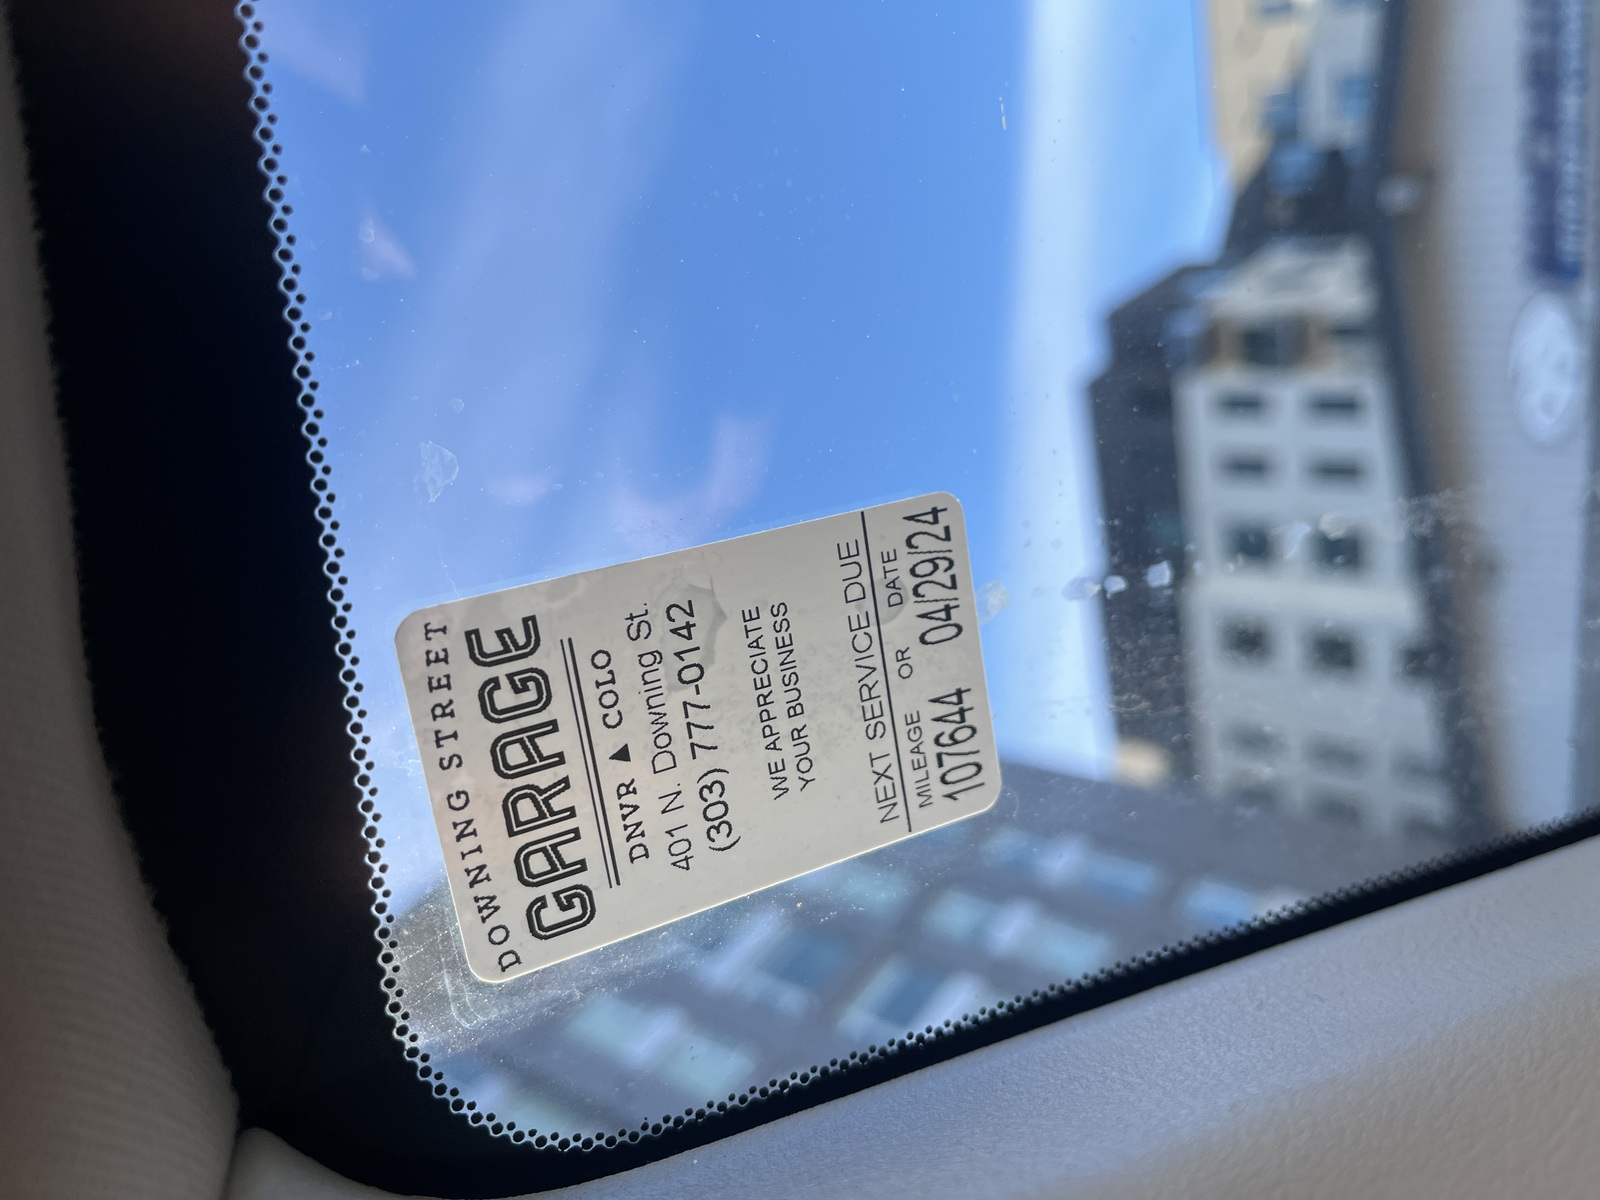 DOWNING STREET
GARAGE
DNVR ▲ COLO
401 N. Downing St.
(303) 777-0142
WE APPRECIATE
YOUR BUSINESS
NEXT SERVICE DUE
MILEAGE OR DATE
107644 04/29/24